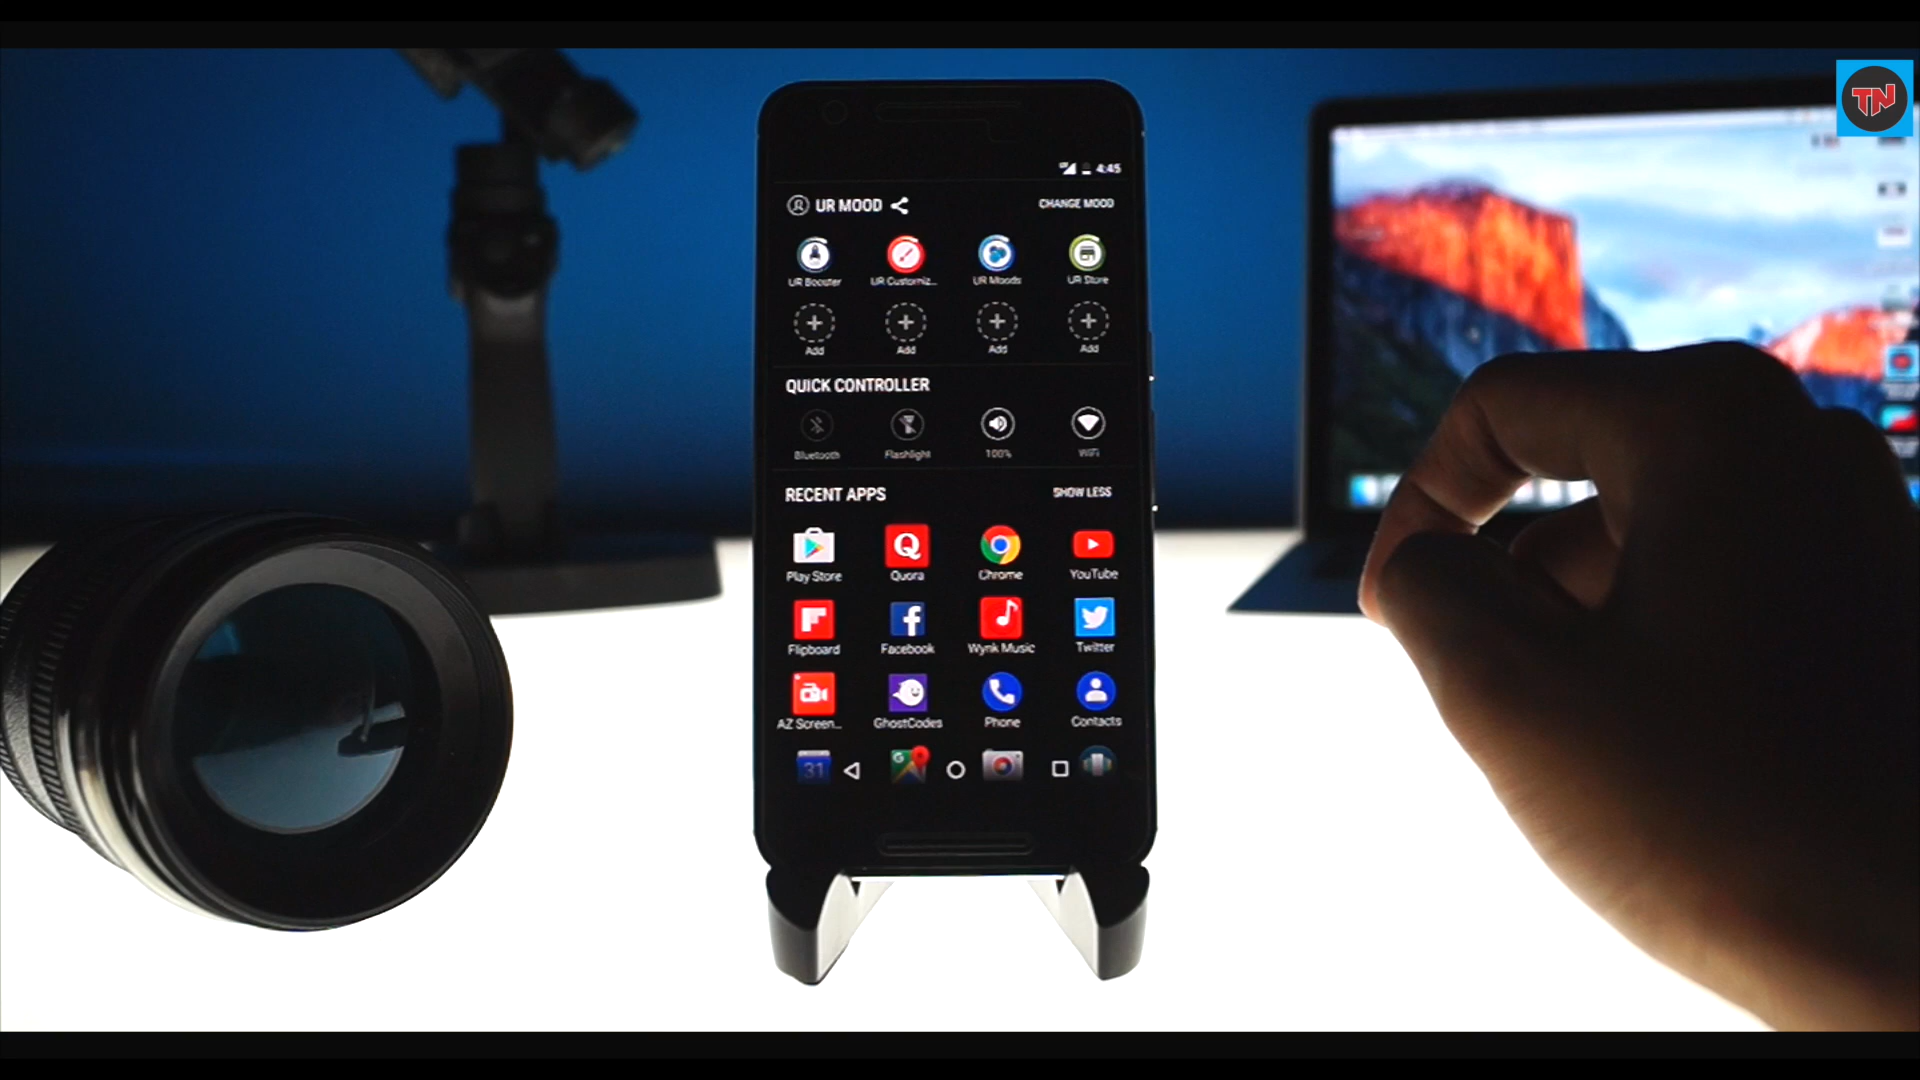 TN
4:45
UR MOOD CHANGE MOOD
UR Booster UR Customiz... UR Moods UR Store
Add Add Add Add
QUICK CONTROLLER
Bluetooth Flashlight 100% WiFi
RECENT APPS SHOW LESS
Play Store Quora Chrome YouTube
Flipboard Facebook Wynk Music Twitter
AZ Screen... GhostCodes Phone Contacts
31